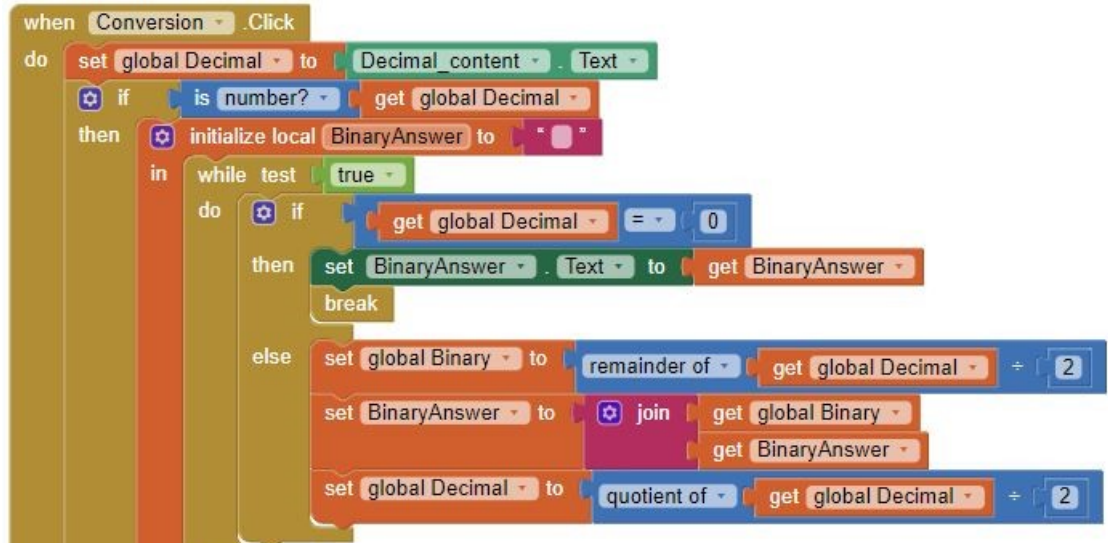 when Conversion .Click
do set global Decimal to Decimal_content . Text
if is number? get global Decimal
then initialize local BinaryAnswer to " "
in while test true
do if get global Decimal = 0
then set BinaryAnswer . Text to get BinaryAnswer
break
else set global Binary to remainder of get global Decimal ÷ 2
set BinaryAnswer to join get global Binary
get BinaryAnswer
set global Decimal to quotient of get global Decimal ÷ 2